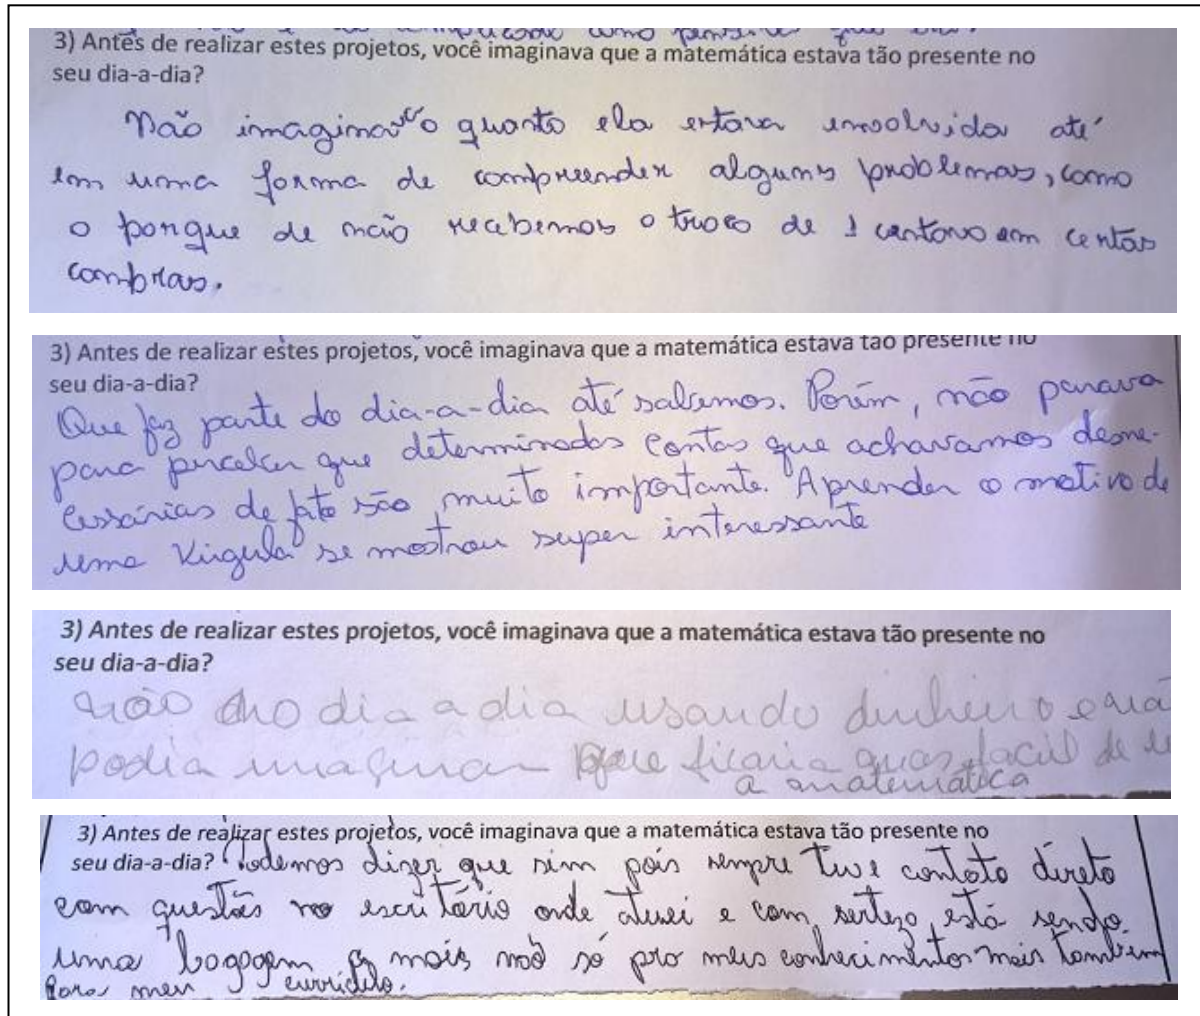 3) Antes de realizar estes projetos, você imaginava que a matemática estava tão presente no
seu dia-a-dia?
Não imaginava o quanto ela estava envolvida até
em uma forma de compreender alguns problemas, como
o porque de não recebemos o troco de 1 centavo em certas
compras.
3) Antes de realizar estes projetos, você imaginava que a matemática estava tão presente no
seu dia-a-dia?
Que faz parte do dia-a-dia até sabemos. Porém, não parava
para perceber que determinados contas que achavamos desne-
cessárias de fato são muito importante. Aprender o motivo de
uma vírgula se mostrou super interessante
3) Antes de realizar estes projetos, você imaginava que a matemática estava tão presente no
seu dia-a-dia?
não no dia a dia usando dinheiro e nã
podia imaginar que ficaria mas facil de
a matemática
3) Antes de realizar estes projetos, você imaginava que a matemática estava tão presente no
seu dia-a-dia? Podemos dizer que sim pois sempre tive contato direto
com questões no escritório onde atuei e com serteza está sendo
uma bagagem a mais não só pro meus conhecimentos mais também
para meu curriculo.